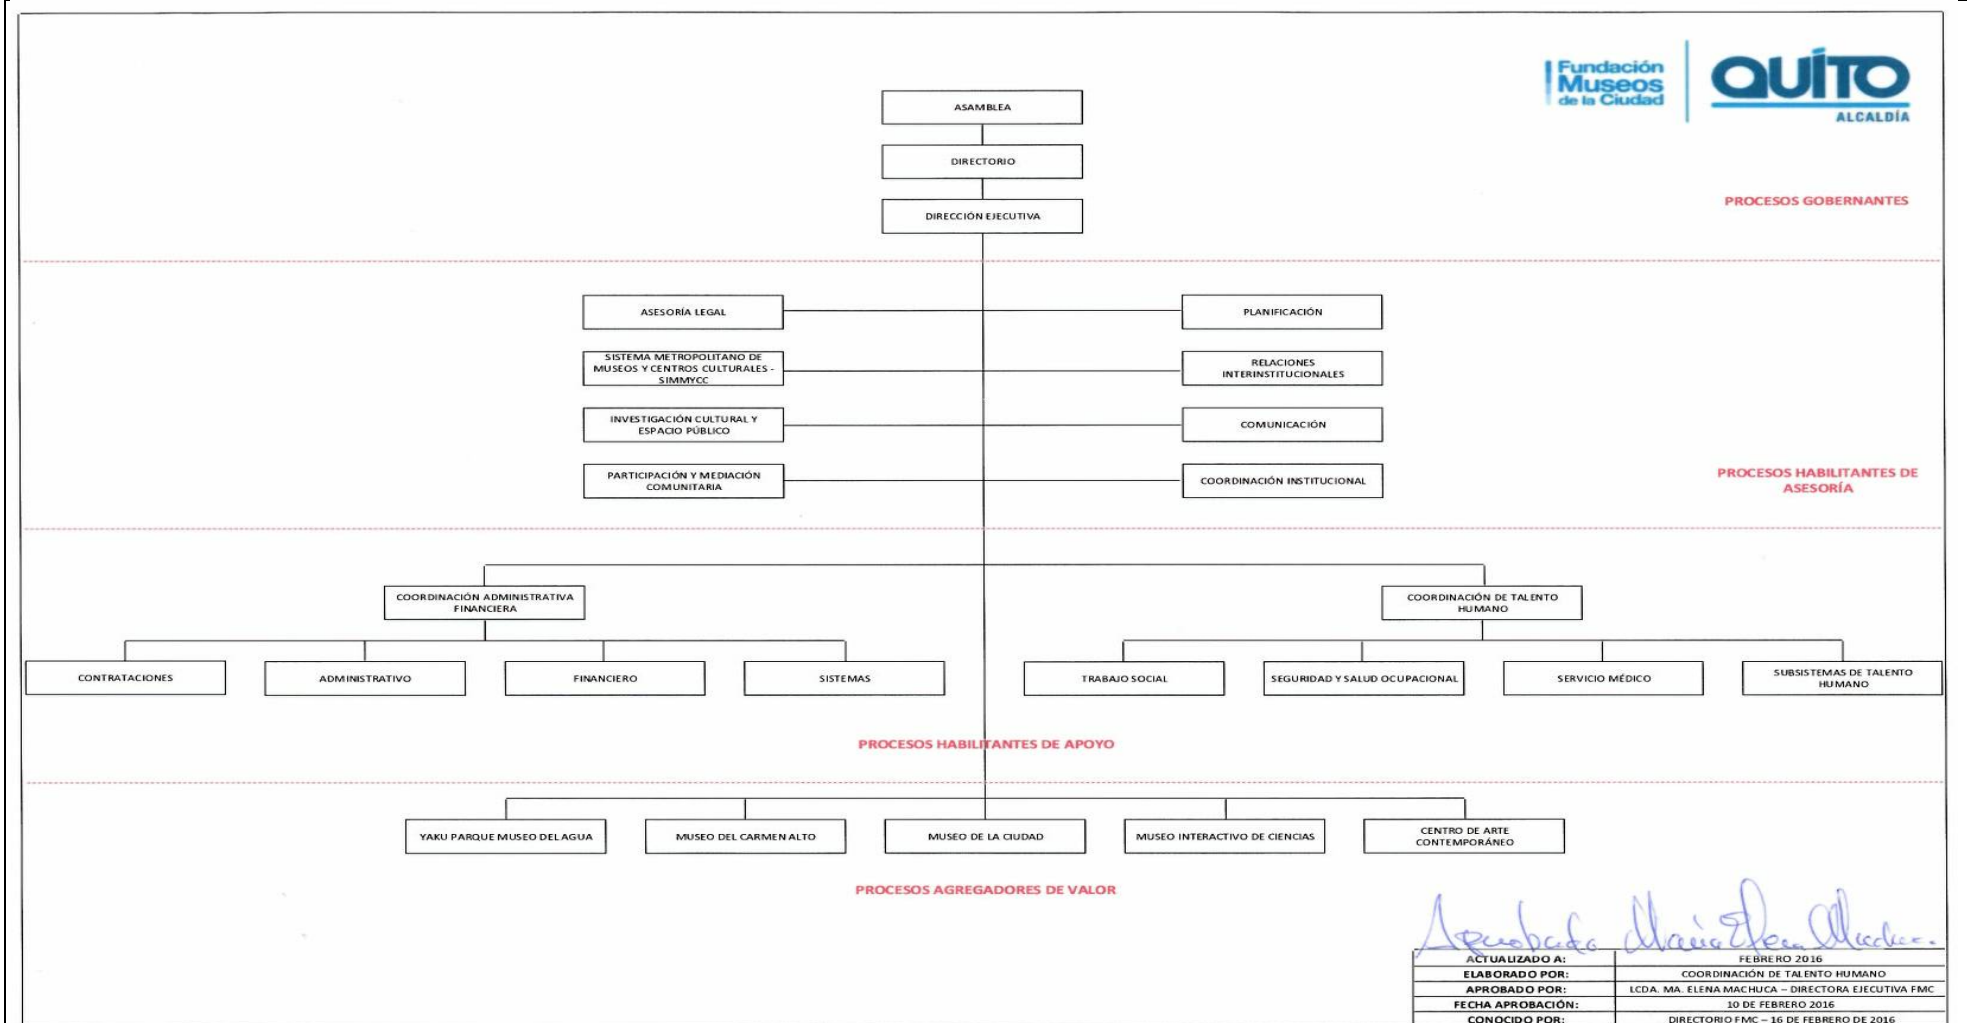 Fundación
Museos
de la Ciudad
QUITO
ALCALDÍA
ASAMBLEA
DIRECTORIO
DIRECCIÓN EJECUTIVA
PROCESOS GOBERNANTES
ASESORÍA LEGAL
PLANIFICACIÓN
SISTEMA METROPOLITANO DE
MUSEOS Y CENTROS CULTURALES -
SIMMYCC
RELACIONES
INTERINSTITUCIONALES
INVESTIGACIÓN CULTURAL Y
ESPACIO PÚBLICO
COMUNICACIÓN
PARTICIPACIÓN Y MEDIACIÓN
COMUNITARIA
COORDINACIÓN INSTITUCIONAL
PROCESOS HABILITANTES DE
ASESORÍA
COORDINACIÓN ADMINISTRATIVA
FINANCIERA
COORDINACIÓN DE TALENTO
HUMANO
CONTRATACIONES
ADMINISTRATIVO
FINANCIERO
SISTEMAS
TRABAJO SOCIAL
SEGURIDAD Y SALUD OCUPACIONAL
SERVICIO MÉDICO
SUBSISTEMAS DE TALENTO
HUMANO
PROCESOS HABILITANTES DE APOYO
YAKU PARQUE MUSEO DEL AGUA
MUSEO DEL CARMEN ALTO
MUSEO DE LA CIUDAD
MUSEO INTERACTIVO DE CIENCIAS
CENTRO DE ARTE
CONTEMPORÁNEO
PROCESOS AGREGADORES DE VALOR
Aprobado María Elena Machuca
ACTUALIZADO A: FEBRERO 2016
ELABORADO POR: COORDINACIÓN DE TALENTO HUMANO
APROBADO POR: LCDA. MA. ELENA MACHUCA – DIRECTORA EJECUTIVA FMC
FECHA APROBACIÓN: 10 DE FEBRERO 2016
CONOCIDO POR: DIRECTORIO FMC – 16 DE FEBRERO DE 2016